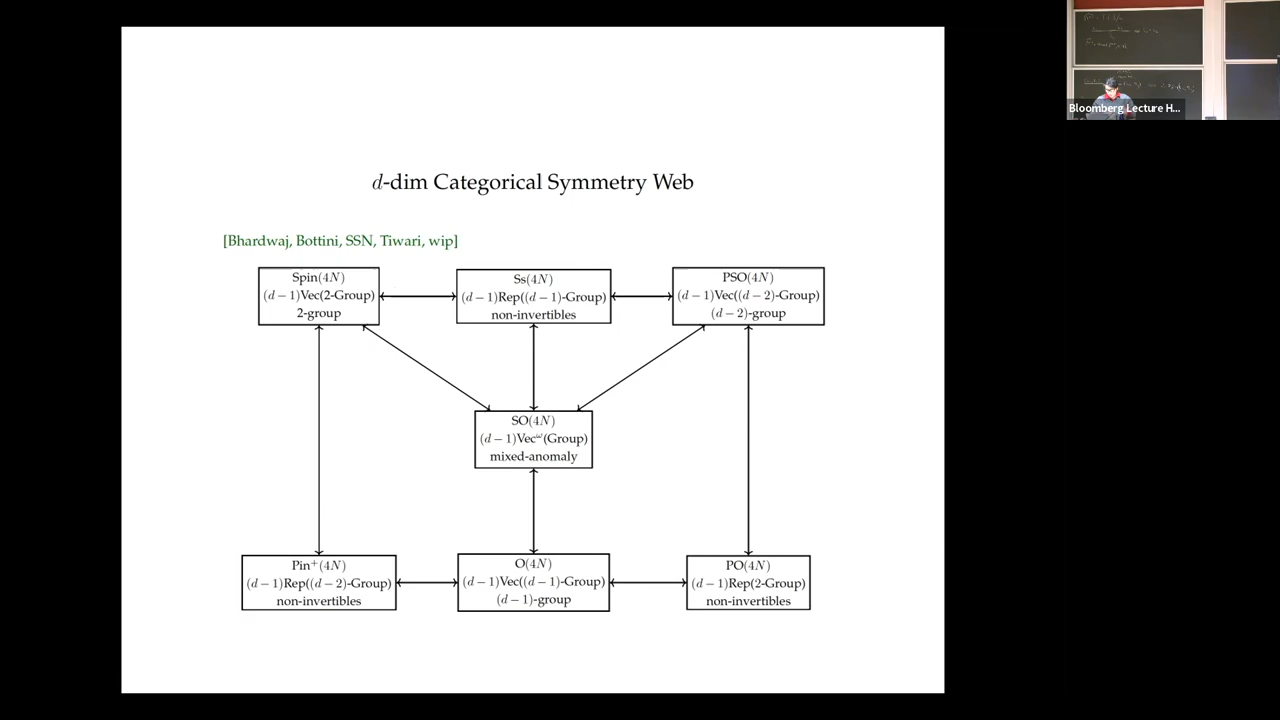 d-dim Categorical Symmetry Web
[Bhardwaj, Bottini, SSN, Tiwari, wip]
Spin(4N)
(d − 1)Vec(2-Group)
2-group
Ss(4N)
(d − 1)Rep((d − 1)-Group)
non-invertibles
PSO(4N)
(d − 1)Vec((d − 2)-Group)
(d − 2)-group
SO(4N)
(d − 1)Vec^ω(Group)
mixed-anomaly
Pin⁺(4N)
(d − 1)Rep((d − 2)-Group)
non-invertibles
O(4N)
(d − 1)Vec((d − 1)-Group)
(d − 1)-group
PO(4N)
(d − 1)Rep(2-Group)
non-invertibles
Bloomberg Lecture H...